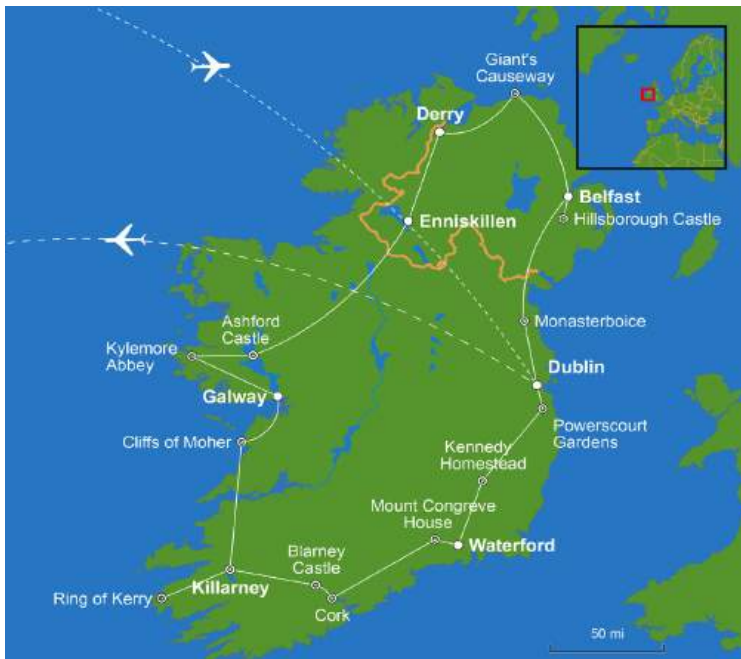 Giant's
Causeway
Derry
Belfast
Enniskillen
Hillsborough Castle
Monasterboice
Ashford
Castle
Kylemore
Abbey
Dublin
Galway
Powerscourt
Gardens
Cliffs of Moher
Kennedy
Homestead
Mount Congreve
House
Waterford
Blarney
Castle
Killarney
Ring of Kerry
Cork
50 mi